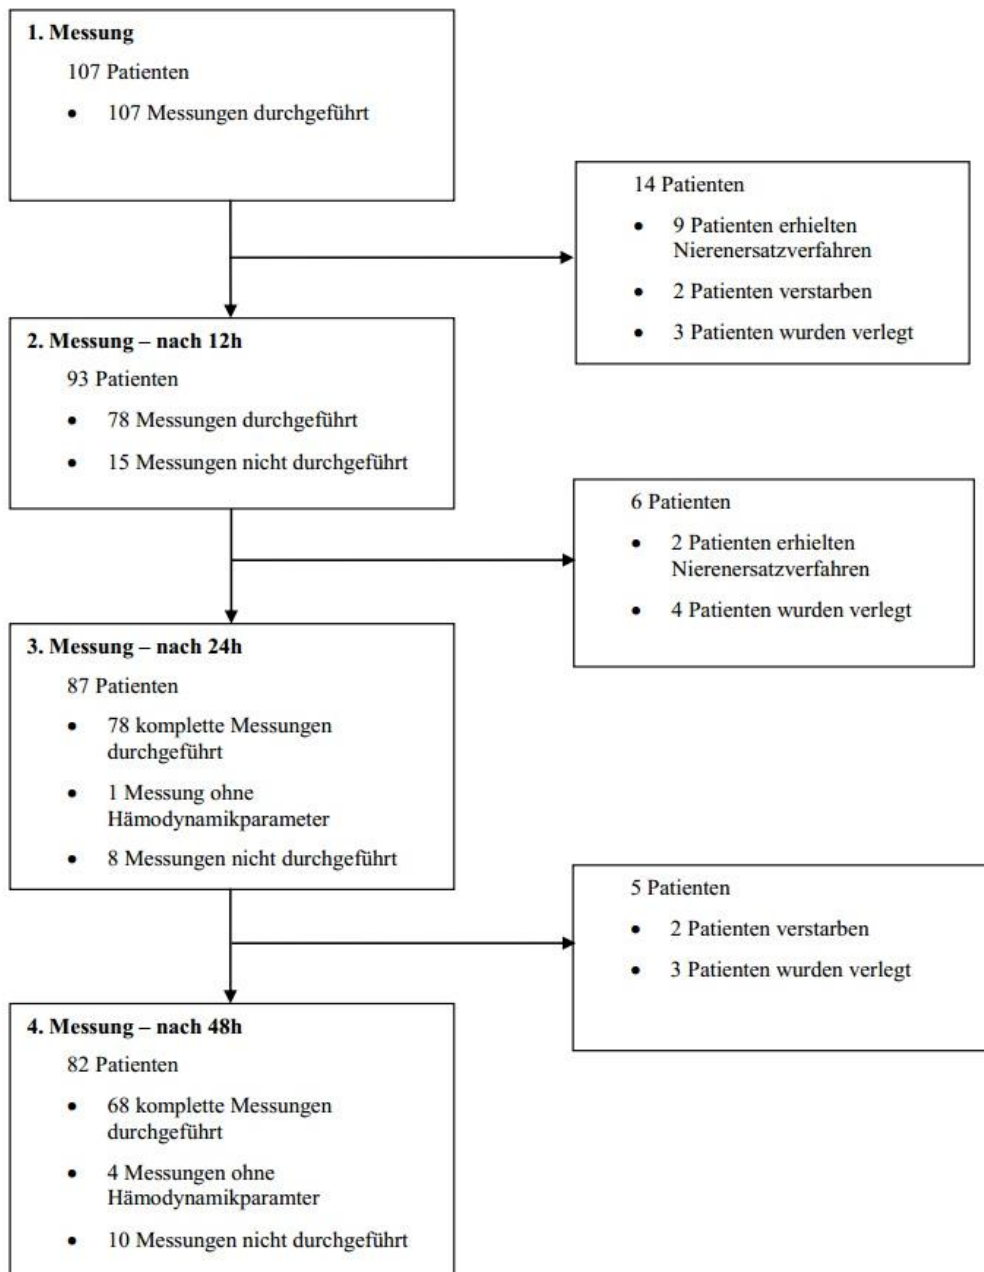 1. Messung
107 Patienten
• 107 Messungen durchgeführt
14 Patienten
• 9 Patienten erhielten
Nierenersatzverfahren
• 2 Patienten verstarben
• 3 Patienten wurden verlegt
2. Messung – nach 12h
93 Patienten
• 78 Messungen durchgeführt
• 15 Messungen nicht durchgeführt
6 Patienten
• 2 Patienten erhielten
Nierenersatzverfahren
• 4 Patienten wurden verlegt
3. Messung – nach 24h
87 Patienten
• 78 komplette Messungen
durchgeführt
• 1 Messung ohne
Hämodynamikparameter
• 8 Messungen nicht durchgeführt
5 Patienten
• 2 Patienten verstarben
• 3 Patienten wurden verlegt
4. Messung – nach 48h
82 Patienten
• 68 komplette Messungen
durchgeführt
• 4 Messungen ohne
Hämodynamikparamter
• 10 Messungen nicht durchgeführt